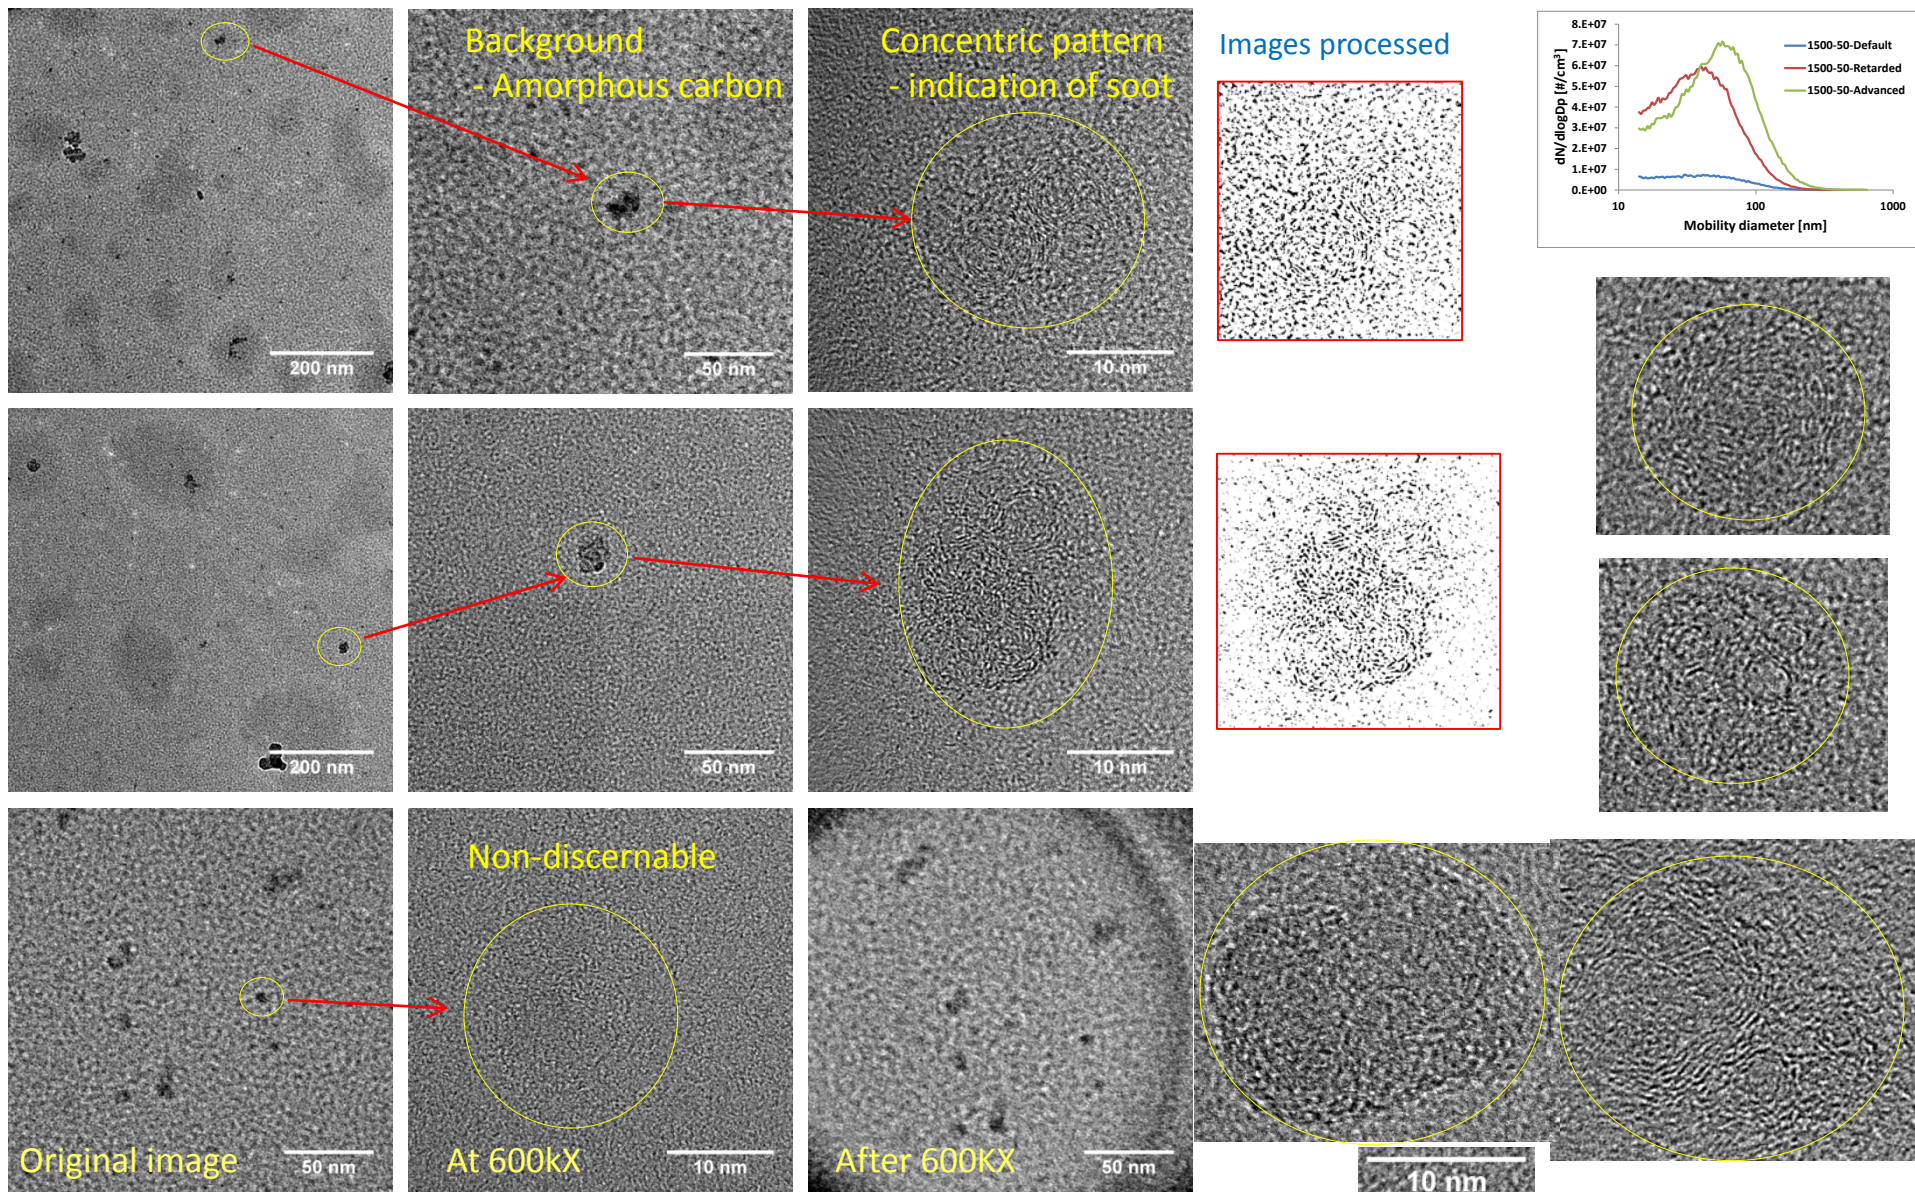 Background
- Amorphous carbon
Concentric pattern
- indication of soot
Images processed
8.E+07
7.E+07
6.E+07
5.E+07
4.E+07
3.E+07
2.E+07
1.E+07
0.E+00
dN/dlogDp [#/cm³]
1500-50-Default
1500-50-Retarded
1500-50-Advanced
10
100
1000
Mobility diameter [nm]
200 nm
50 nm
10 nm
200 nm
50 nm
10 nm
Non-discernable
Original image
50 nm
At 600kX
10 nm
After 600KX
50 nm
10 nm